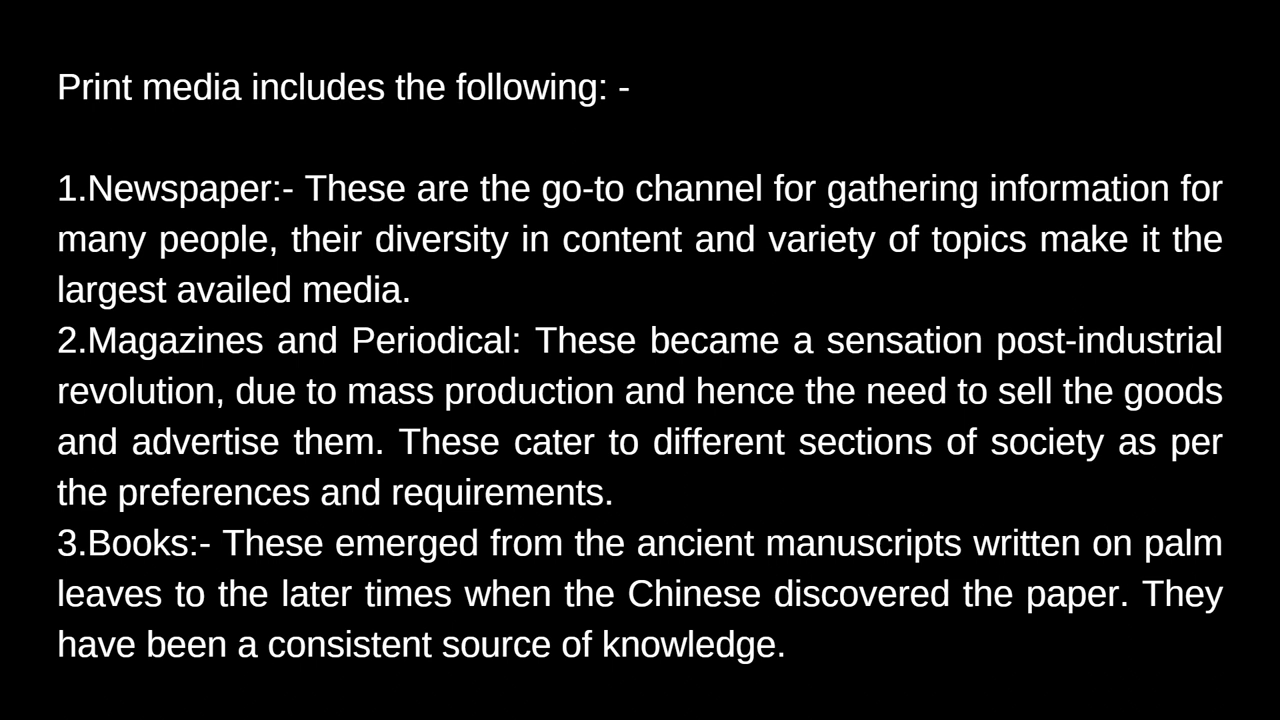 Print media includes the following: -
1.Newspaper:- These are the go-to channel for gathering information for
many people, their diversity in content and variety of topics make it the
largest availed media.
2.Magazines and Periodical: These became a sensation post-industrial
revolution, due to mass production and hence the need to sell the goods
and advertise them. These cater to different sections of society as per
the preferences and requirements.
3.Books:- These emerged from the ancient manuscripts written on palm
leaves to the later times when the Chinese discovered the paper. They
have been a consistent source of knowledge.